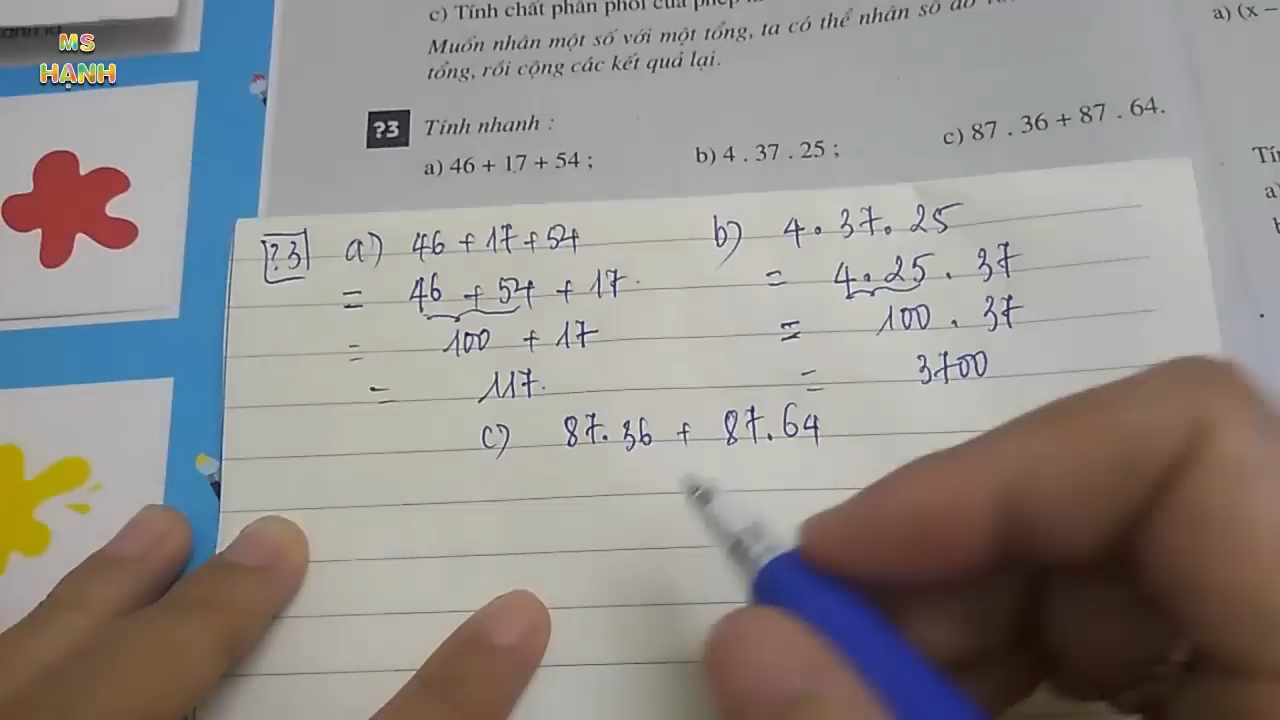 MS
HẠNH
c) Tính chất phân phối của phép
Muốn nhân một số với một tổng, ta có thể nhân số đó
tổng, rồi cộng các kết quả lại.
a) (x –
?3 Tính nhanh :
a) 46 + 17 + 54 ; b) 4 . 37 . 25 ; c) 87 . 36 + 87 . 64.
a
?3 a) 46 + 17 + 54 b) 4 . 37 . 25
= 46 + 54 + 17 = 4 . 25 . 37
= 100 + 17 = 100 . 37
= 117. = 3700
c) 87. 36 + 87. 64